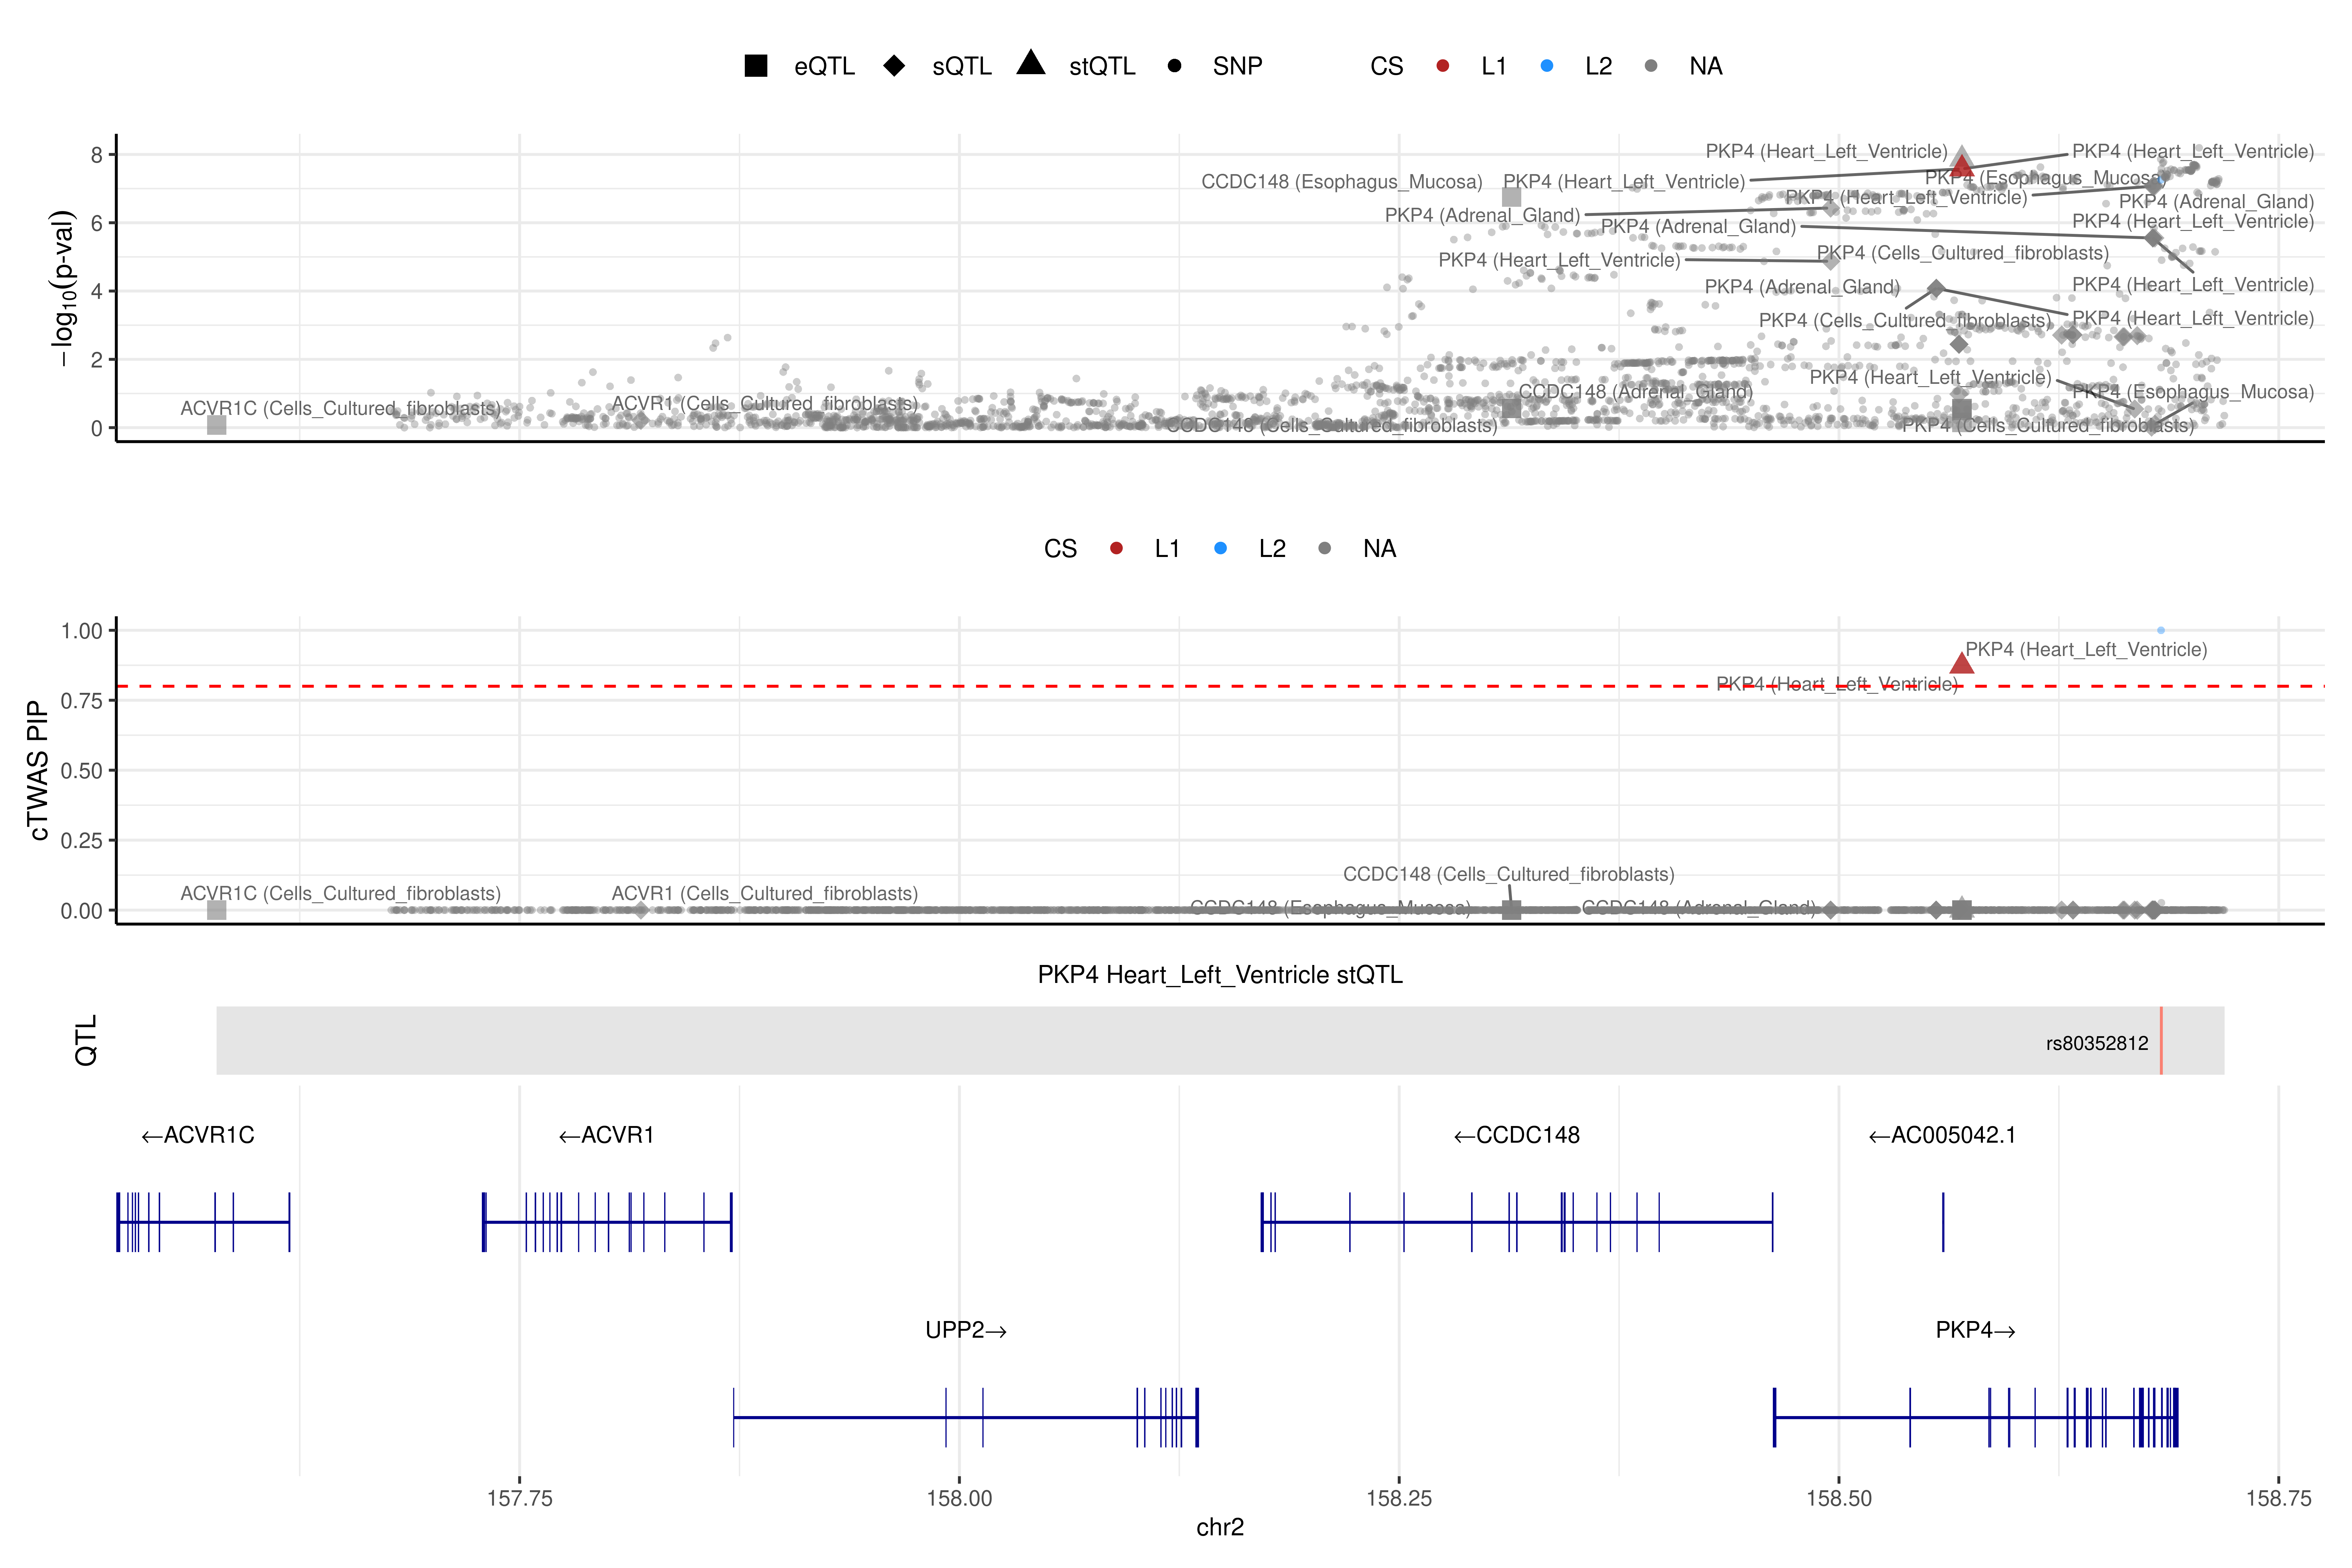 eQTL sQTL stQTL SNP CS L1 L2 NA
−log10(p-val)
8
6
4
2
0
PKP4 (Heart_Left_Ventricle)
PKP4 (Heart_Left_Ventricle)
CCDC148 (Esophagus_Mucosa)
PKP4 (Heart_Left_Ventricle)
PKP4 (Esophagus_Mucosa)
PKP4 (Heart_Left_Ventricle)
PKP4 (Adrenal_Gland)
PKP4 (Adrenal_Gland)
PKP4 (Heart_Left_Ventricle)
PKP4 (Adrenal_Gland)
PKP4 (Cells_Cultured_fibroblasts)
PKP4 (Heart_Left_Ventricle)
PKP4 (Adrenal_Gland)
PKP4 (Heart_Left_Ventricle)
PKP4 (Cells_Cultured_fibroblasts)
PKP4 (Heart_Left_Ventricle)
PKP4 (Heart_Left_Ventricle)
CCDC148 (Adrenal_Gland)
PKP4 (Esophagus_Mucosa)
ACVR1C (Cells_Cultured_fibroblasts)
ACVR1 (Cells_Cultured_fibroblasts)
CCDC148 (Cells_Cultured_fibroblasts)
PKP4 (Cells_Cultured_fibroblasts)
CS L1 L2 NA
cTWAS PIP
1.00
0.75
0.50
0.25
0.00
PKP4 (Heart_Left_Ventricle)
PKP4 (Heart_Left_Ventricle)
CCDC148 (Cells_Cultured_fibroblasts)
ACVR1C (Cells_Cultured_fibroblasts)
ACVR1 (Cells_Cultured_fibroblasts)
CCDC148 (Esophagus_Mucosa)
CCDC148 (Adrenal_Gland)
PKP4 Heart_Left_Ventricle stQTL
QTL
rs80352812
←ACVR1C
←ACVR1
←CCDC148
←AC005042.1
UPP2→
PKP4→
157.75 158.00 158.25 158.50 158.75
chr2